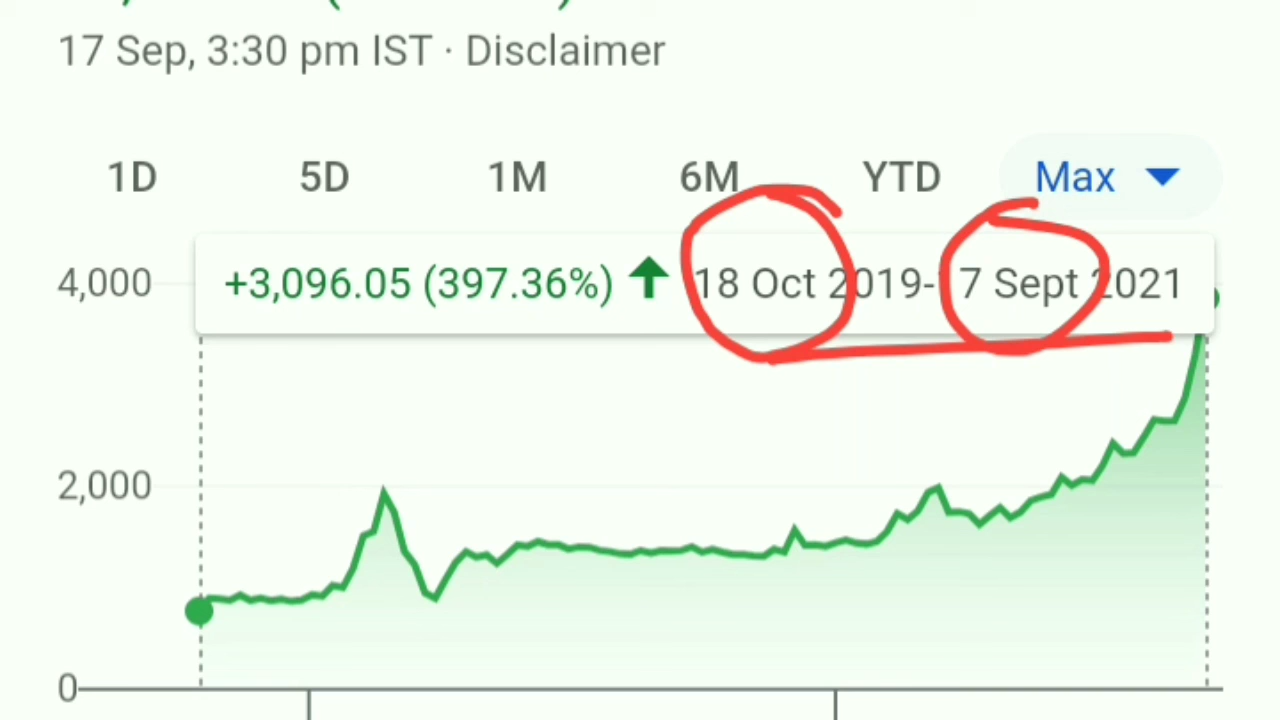 17 Sep, 3:30 pm IST · Disclaimer
1D 5D 1M 6M YTD Max
4,000
+3,096.05 (397.36%) 18 Oct 2019- 7 Sept 2021
2,000
0